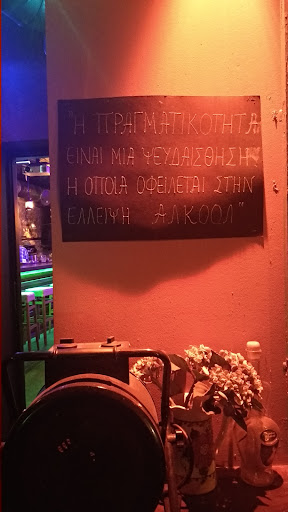 "Η ΠΡΑΓΜΑΤΙΚΟΤΗΤΑ
ΕΙΝΑΙ ΜΙΑ ΨΕΥΔΑΙΣΘΗΣΗ
Η ΟΠΟΙΑ ΟΦΕΙΛΕΤΑΙ ΣΤΗΝ
ΕΛΛΕΙΨΗ ΑΛΚΟΟΛ"